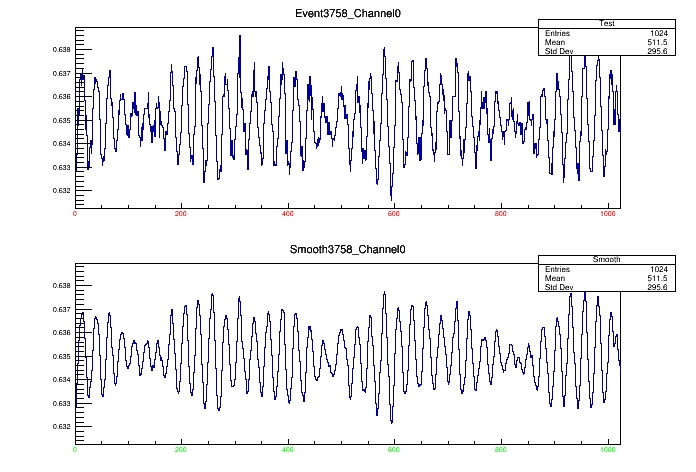 Event3758_Channel0
Test
Entries 1024
Mean 511.5
Std Dev 295.6
0.638
0.637
0.636
0.635
0.634
0.633
0.632
0 200 400 600 800 1000
Smooth3758_Channel0
Smooth
Entries 1024
Mean 511.5
Std Dev 295.6
0.638
0.637
0.636
0.635
0.634
0.633
0.632
0 200 400 600 800 1000